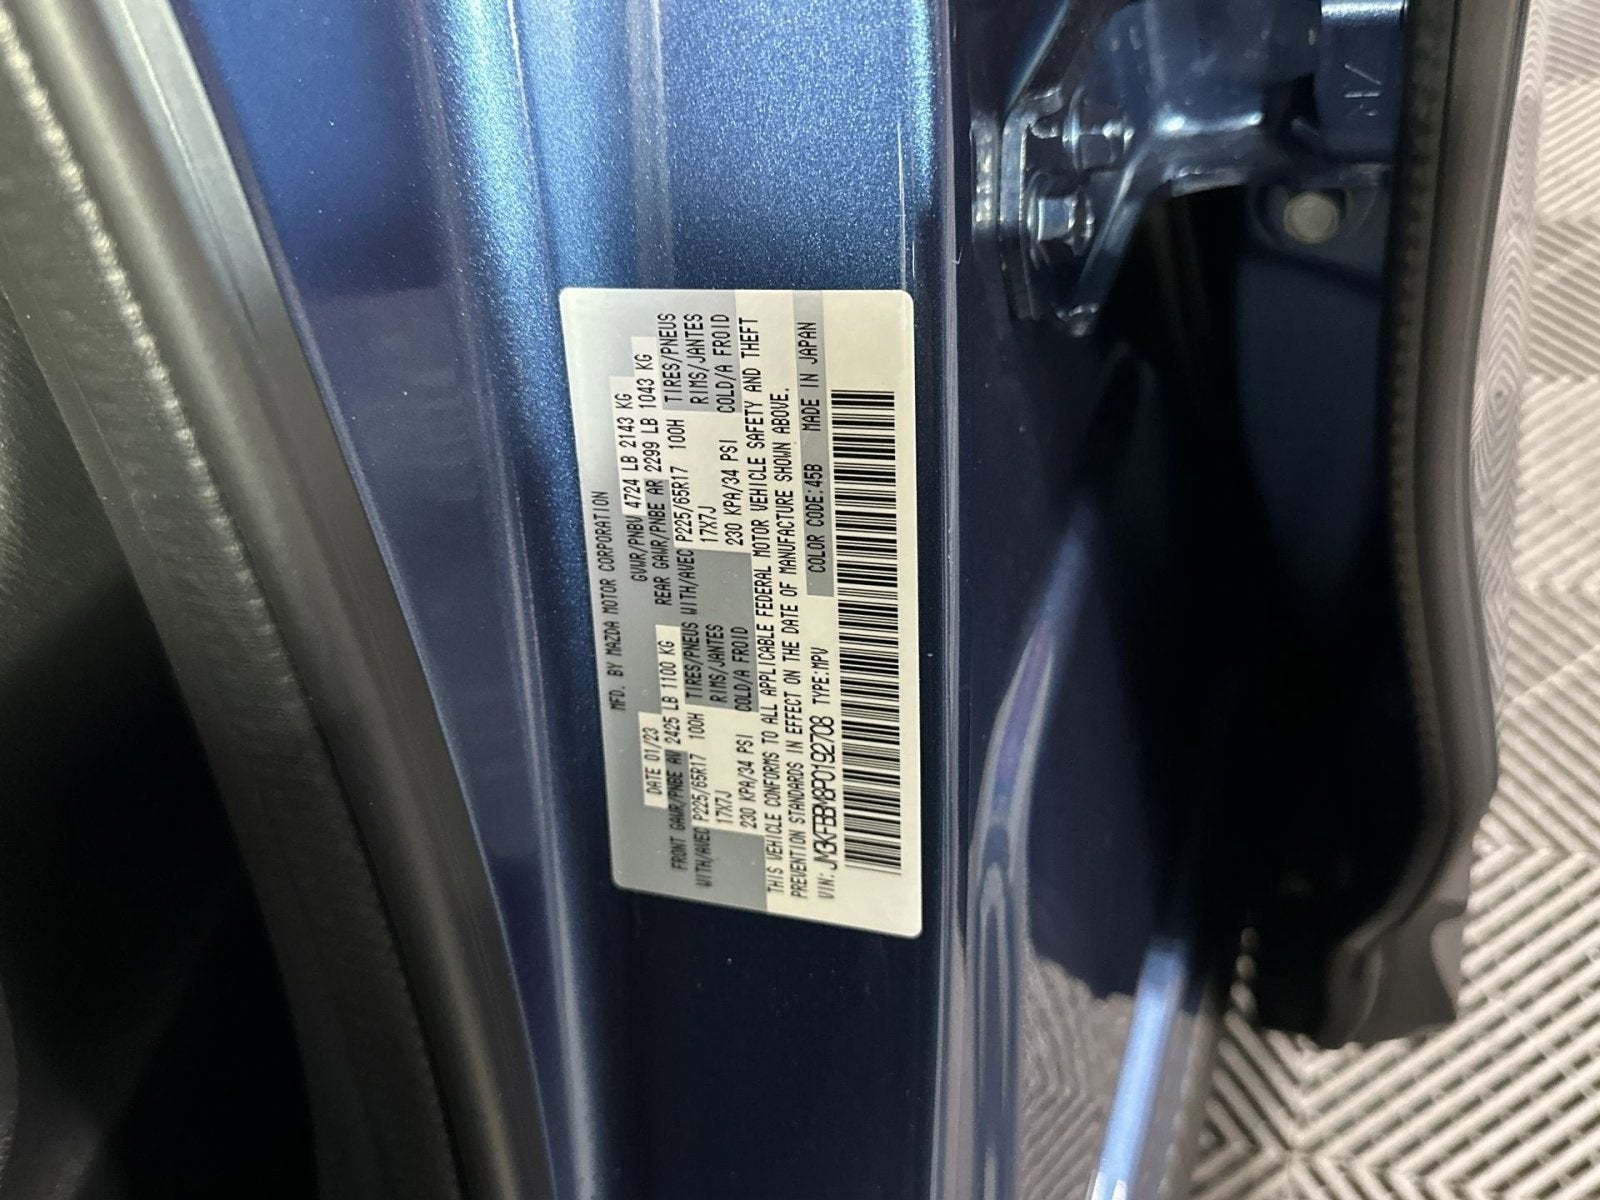 MFD. BY MAZDA MOTOR CORPORATION
DATE 01/23 GVWR/PNBV 4724 LB 2143 KG
FRONT GAWR/PNBE AV 2425 LB 1100 KG REAR GAWR/PNBE AR 2299 LB 1043 KG
WITH/AVEC P225/65R17 100H TIRES/PNEUS WITH/AVEC P225/65R17 100H TIRES/PNEUS
17X7J RIMS/JANTES 17X7J RIMS/JANTES
230 KPA/34 PSI COLD/A FROID 230 KPA/34 PSI COLD/A FROID
THIS VEHICLE CONFORMS TO ALL APPLICABLE FEDERAL MOTOR VEHICLE SAFETY AND THEFT
PREVENTION STANDARDS IN EFFECT ON THE DATE OF MANUFACTURE SHOWN ABOVE.
VIN: JM3KFBBM8P0192708 TYPE:MPV COLOR CODE:45B MADE IN JAPAN